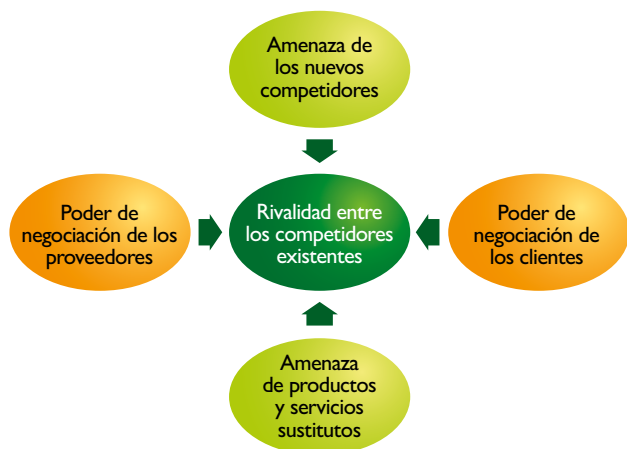 Amenaza de
los nuevos
competidores
Poder de
negociación de los
proveedores
Rivalidad entre
los competidores
existentes
Poder de
negociación de
los clientes
Amenaza
de productos
y servicios
sustitutos